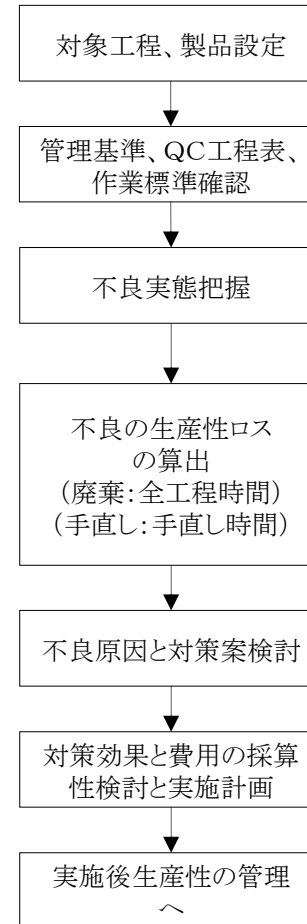 対象工程、製品設定
管理基準、QC工程表、
作業標準確認
不良実態把握
不良の生産性ロス
の算出
（廃棄：全工程時間）
（手直し：手直し時間）
不良原因と対策案検討
対策効果と費用の採算
性検討と実施計画
実施後生産性の管理
へ